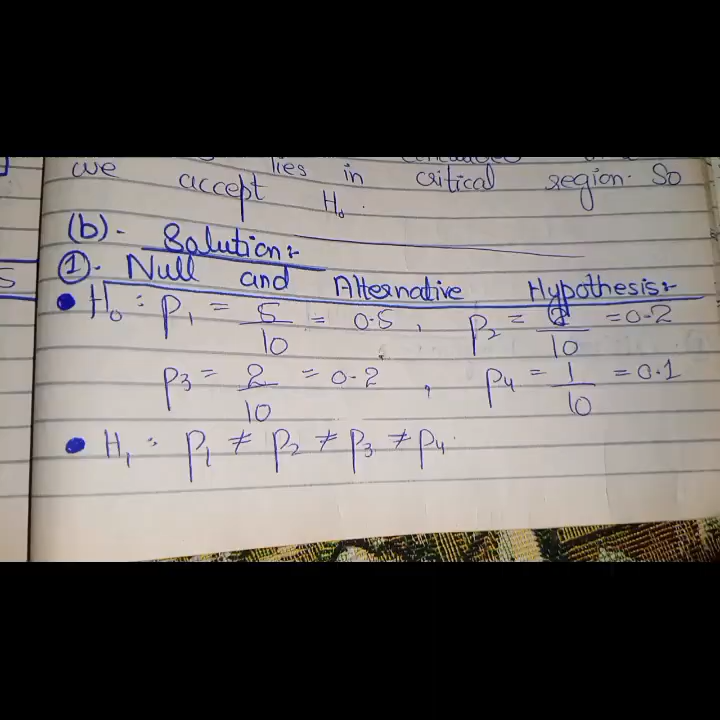 we lies in critical region. So
accept H₀.
(b)- Solution:-
①. Null and Alternative Hypothesis:-
• H₀ : P₁ = 5/10 = 0.5, P₂ = 2/10 = 0.2
P₃ = 2/10 = 0.2, P₄ = 1/10 = 0.1
• H₁ : P₁ ≠ P₂ ≠ P₃ ≠ P₄.
5